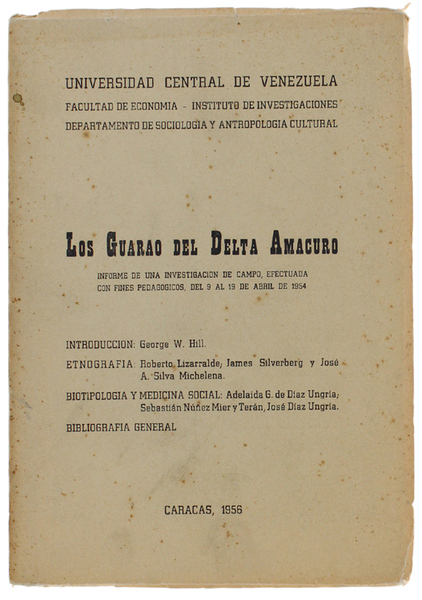 UNIVERSIDAD CENTRAL DE VENEZUELA
FACULTAD DE ECONOMIA - INSTITUTO DE INVESTIGACIONES
DEPARTAMENTO DE SOCIOLOGIA Y ANTROPOLOGIA CULTURAL
LOS GUARAO DEL DELTA AMACURO
INFORME DE UNA INVESTIGACION DE CAMPO, EFECTUADA
CON FINES PEDAGOGICOS, DEL 9 AL 19 DE ABRIL DE 1954
INTRODUCCION: George W. Hill.
ETNOGRAFIA: Roberto Lizarralde; James Silverberg y José
A. Silva Michelena.
BIOTIPOLOGIA Y MEDICINA SOCIAL: Adelaida G. de Díaz Ungría;
Sebastián Núñez Mier y Terán, José Díaz Ungría.
BIBLIOGRAFIA GENERAL
CARACAS, 1956